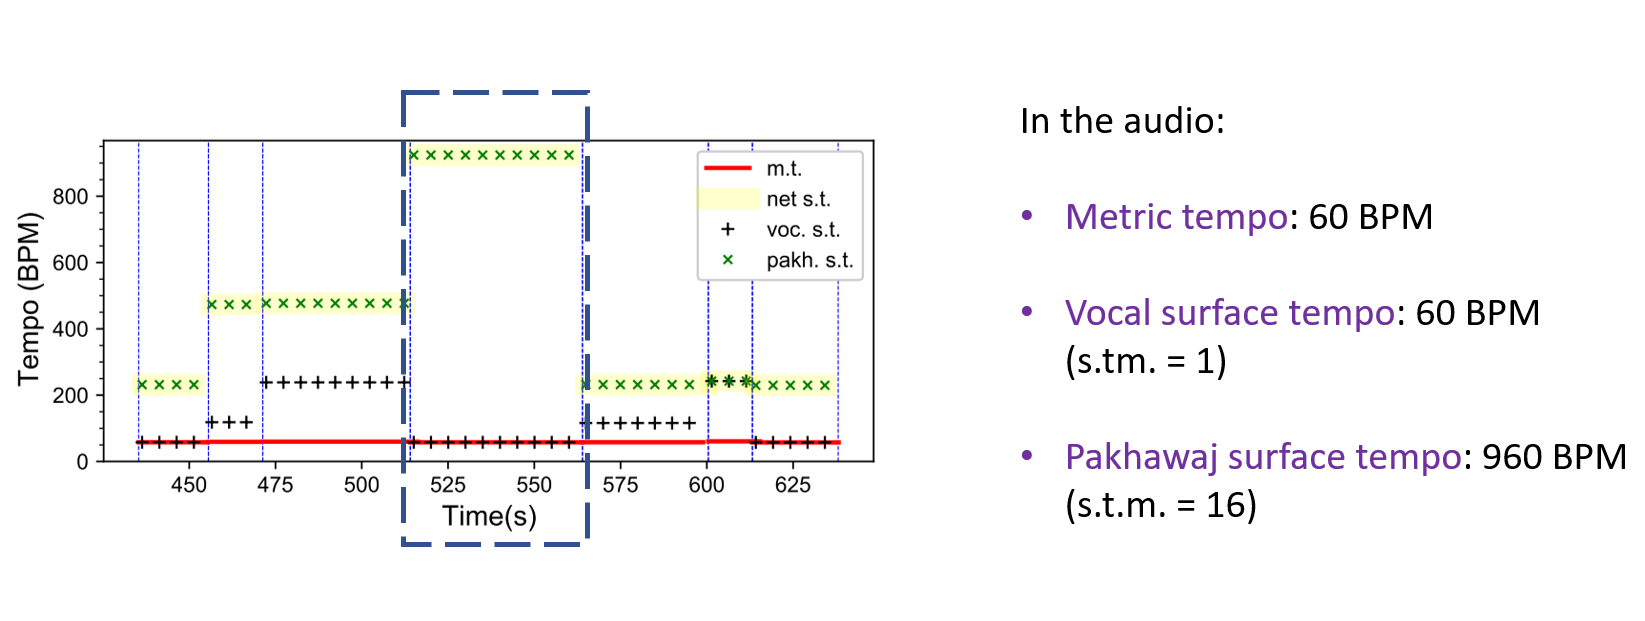 Tempo (BPM)
800
600
400
200
0
450
475
500
525
550
575
600
625
Time(s)
m.t.
net s.t.
voc. s.t.
pakh. s.t.
In the audio:
• Metric tempo: 60 BPM
• Vocal surface tempo: 60 BPM
(s.tm. = 1)
• Pakhawaj surface tempo: 960 BPM
(s.t.m. = 16)